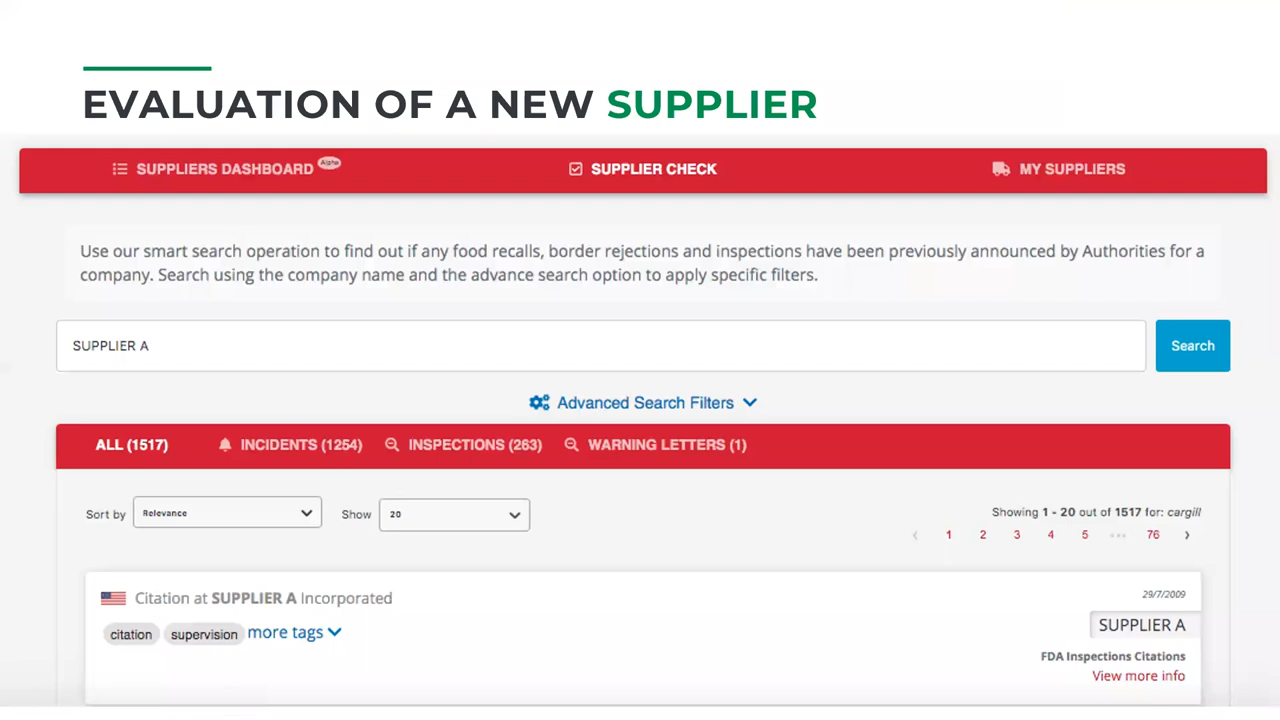 EVALUATION OF A NEW SUPPLIER
SUPPLIERS DASHBOARD Alpha
SUPPLIER CHECK
MY SUPPLIERS
Use our smart search operation to find out if any food recalls, border rejections and inspections have been previously announced by Authorities for a
company. Search using the company name and the advance search option to apply specific filters.
SUPPLIER A
Search
Advanced Search Filters
ALL (1517)
INCIDENTS (1254)
INSPECTIONS (263)
WARNING LETTERS (1)
Sort by Relevance
Show 20
Showing 1 - 20 out of 1517 for: cargill
‹ 1 2 3 4 5 ••• 76 ›
Citation at SUPPLIER A Incorporated
29/7/2009
citation supervision more tags
SUPPLIER A
FDA Inspections Citations
View more info